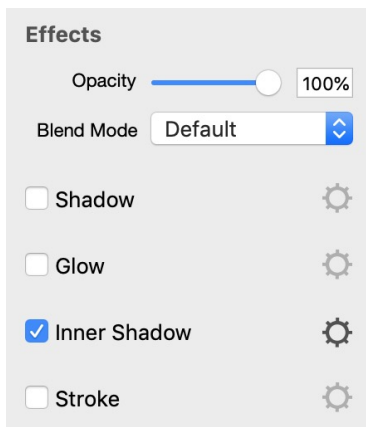 Effects
Opacity 100%
Blend Mode Default
Shadow
Glow
Inner Shadow
Stroke